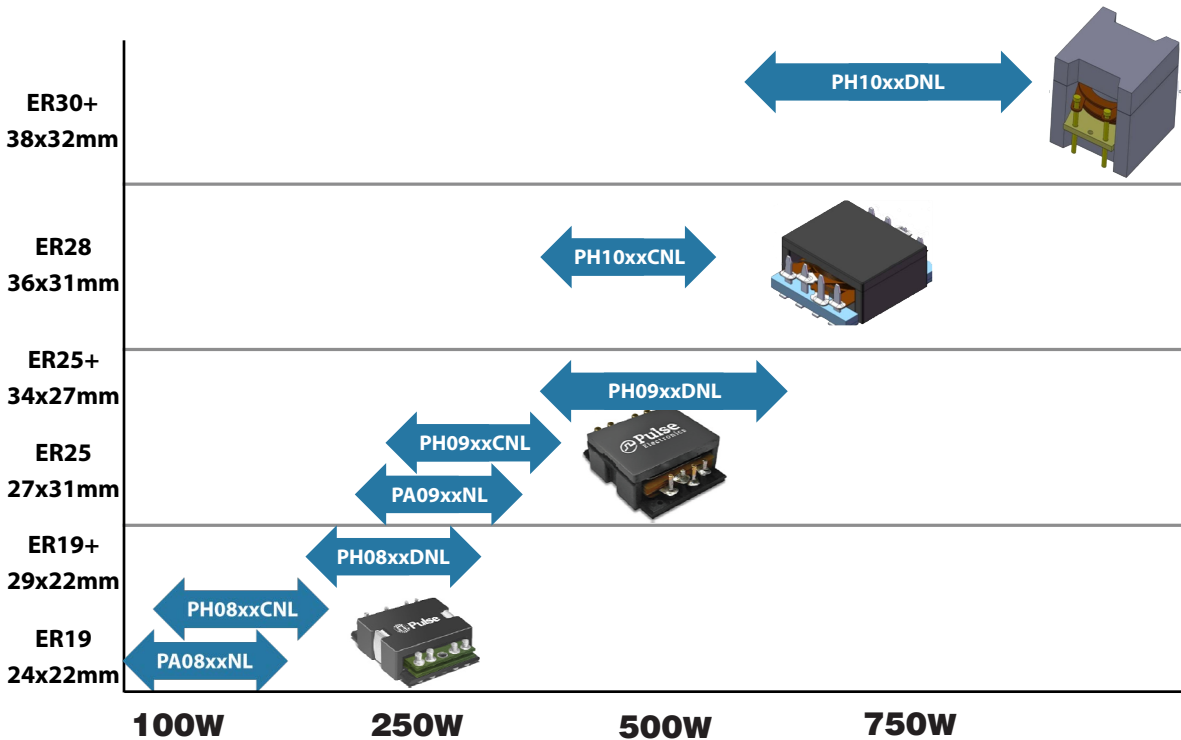 ER30+
38x32mm
PH10xxDNL
ER28
36x31mm
PH10xxCNL
ER25+
34x27mm
PH09xxDNL
ER25
27x31mm
PH09xxCNL
Pulse
Electronics
PA09xxNL
ER19+
29x22mm
PH08xxDNL
PH08xxCNL
Pulse
ER19
24x22mm
PA08xxNL
100W 250W 500W 750W